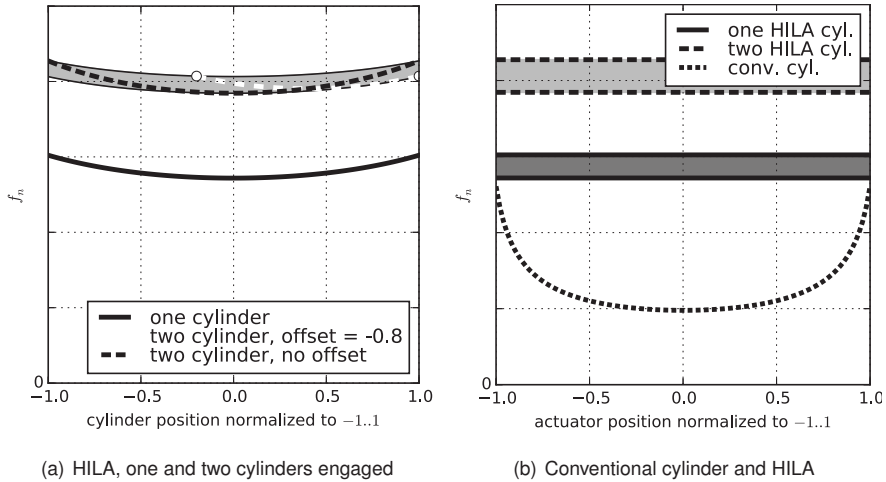 f_n
0
−1.0 −0.5 0.0 0.5 1.0
cylinder position normalized to −1..1
one cylinder
two cylinder, offset = -0.8
two cylinder, no offset
(a) HILA, one and two cylinders engaged
one HILA cyl.
two HILA cyl.
conv. cyl.
f_n
0
−1.0 −0.5 0.0 0.5 1.0
actuator position normalized to −1..1
(b) Conventional cylinder and HILA